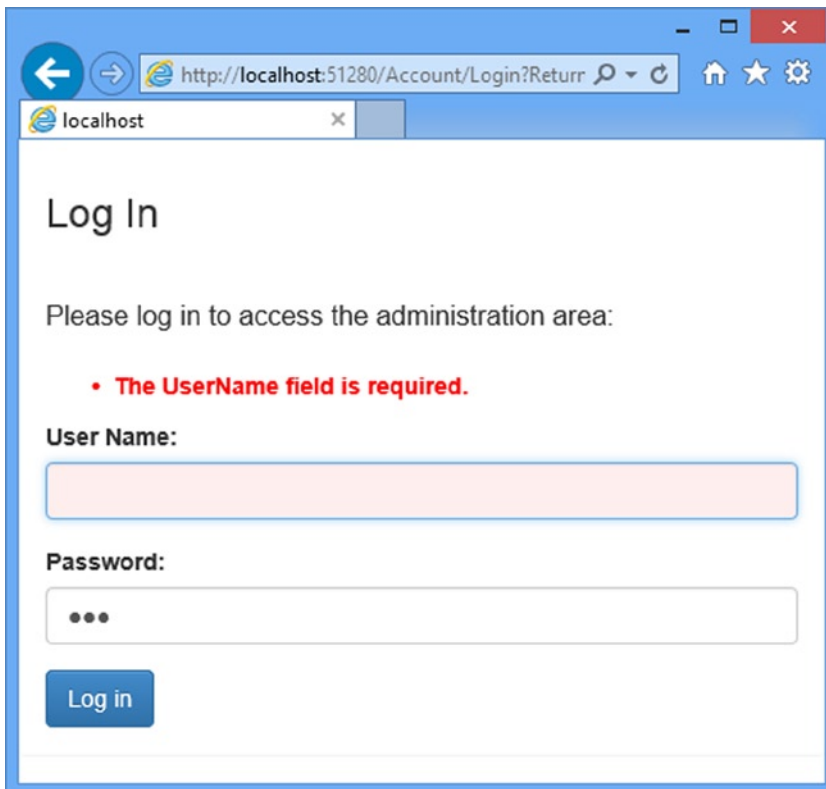 http://localhost:51280/Account/Login?Returr
localhost
Log In
Please log in to access the administration area:
• The UserName field is required.
User Name:
Password:
•••
Log in